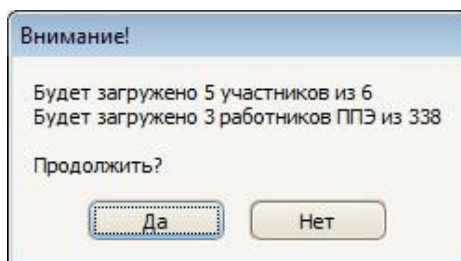 Внимание!
Будет загружено 5 участников из 6
Будет загружено 3 работников ППЭ из 338
Продолжить?
Да
Нет